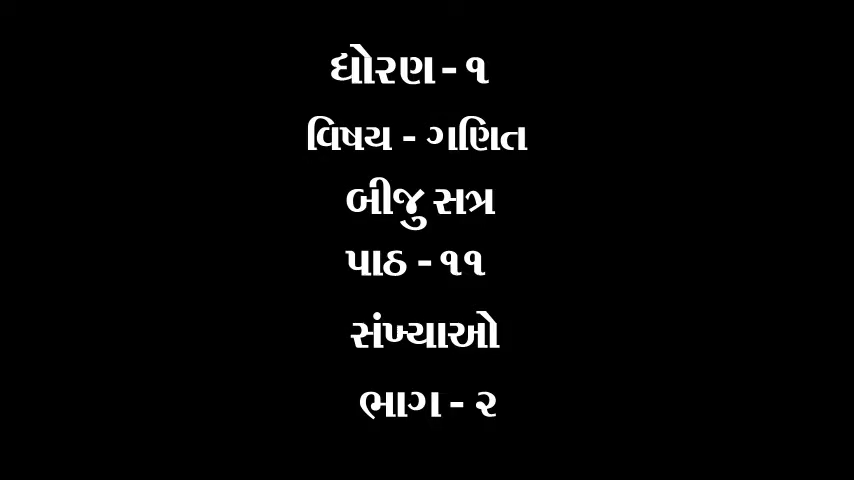 ધોરણ - ૧
વિષય - ગણિત
બીજુ સત્ર
પાઠ - ૧૧
સંખ્યાઓ
ભાગ - ૨